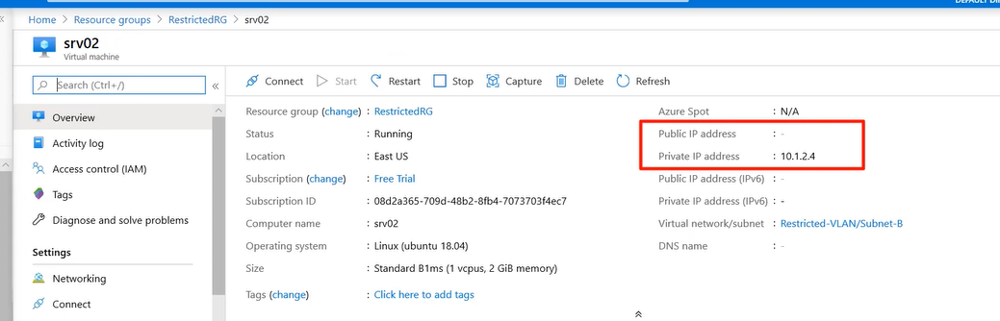 DEFAULT DI
Home > Resource groups > RestrictedRG > srv02
srv02
Virtual machine
Search (Ctrl+/)
«
Overview
Activity log
Access control (IAM)
Tags
Diagnose and solve problems
Settings
Networking
Connect
Connect Start Restart Stop Capture Delete Refresh
Resource group (change) : RestrictedRG
Status : Running
Location : East US
Subscription (change) : Free Trial
Subscription ID : 08d2a365-709d-48b2-8fb4-7073703f4ec7
Computer name : srv02
Operating system : Linux (ubuntu 18.04)
Size : Standard B1ms (1 vcpus, 2 GiB memory)
Tags (change) : Click here to add tags
Azure Spot : N/A
Public IP address : -
Private IP address : 10.1.2.4
Public IP address (IPv6) : -
Private IP address (IPv6) : -
Virtual network/subnet : Restricted-VLAN/Subnet-B
DNS name : -